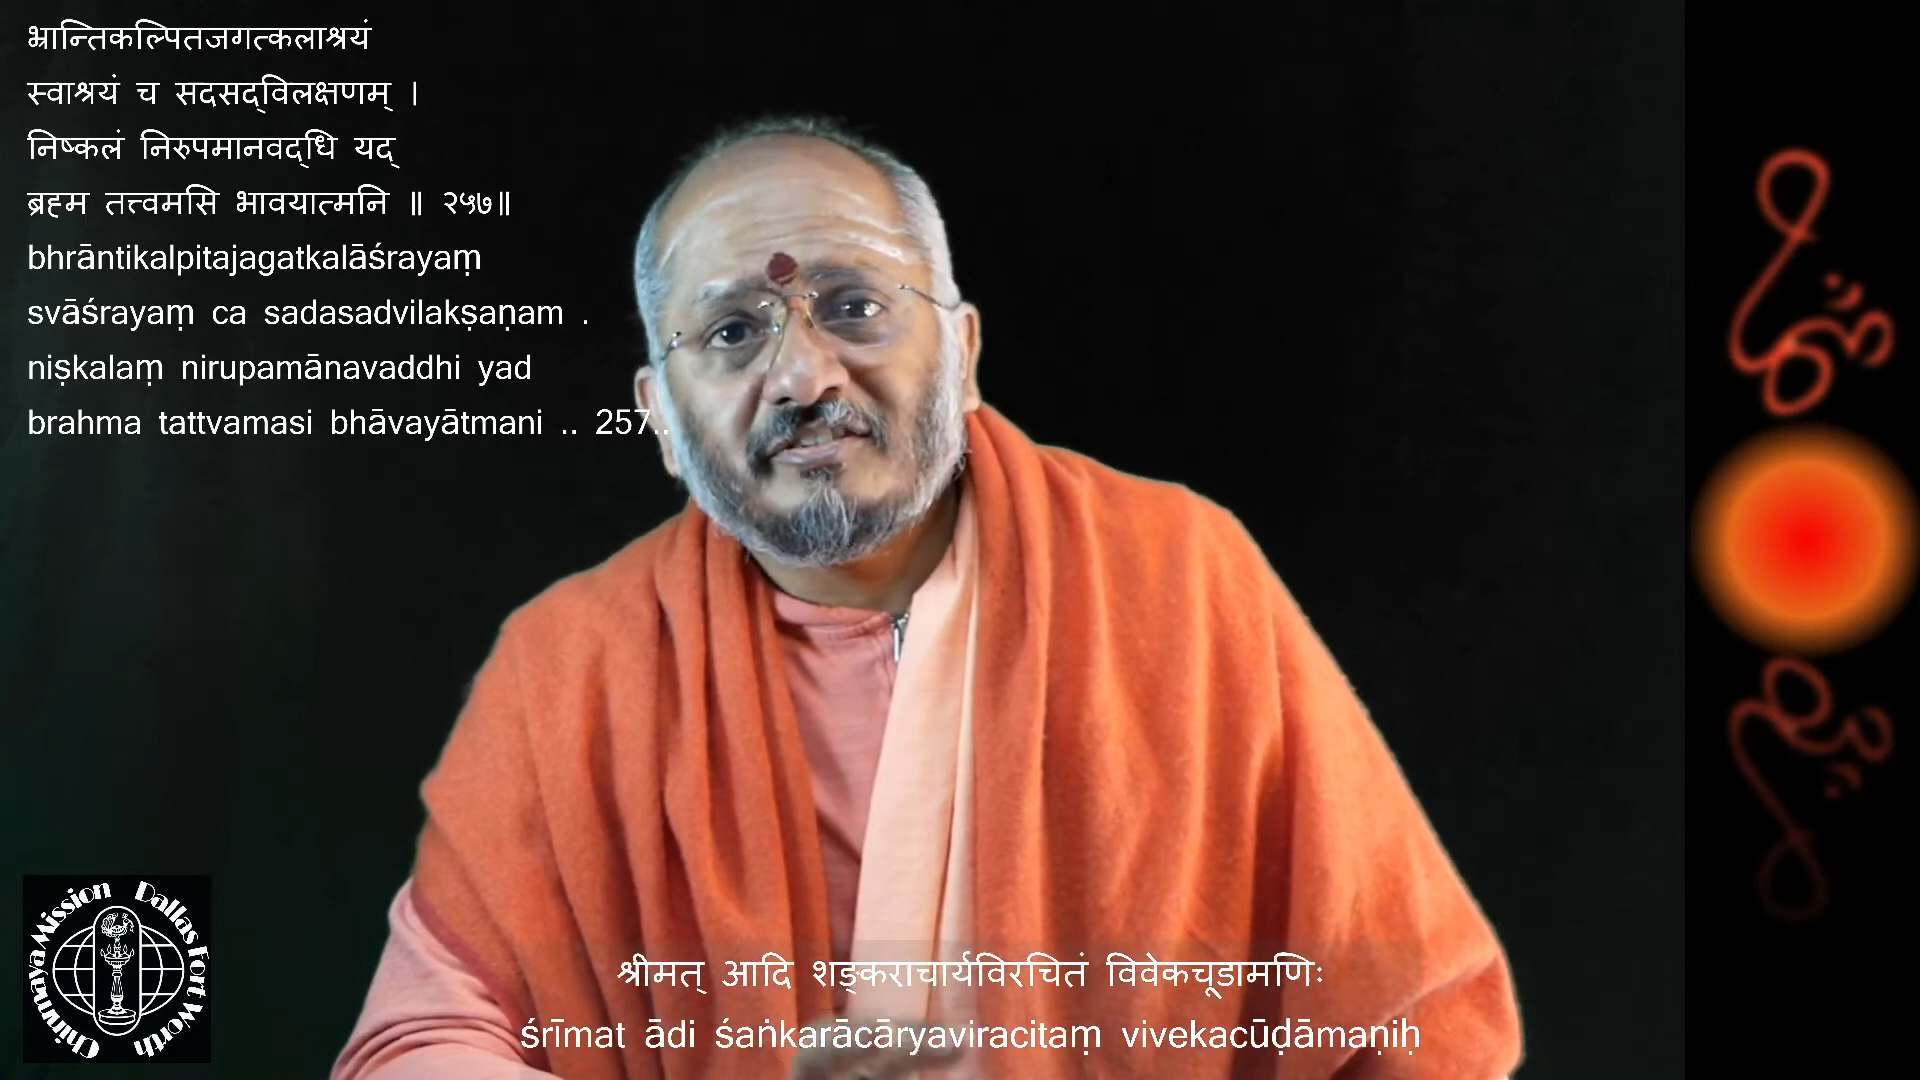 भ्रान्तिकल्पितजगत्कलाश्रयं
स्वाश्रयं च सदसद्विलक्षणम् ।
निष्कलं निरुपमानवद्धि यद्
ब्रह्म तत्त्वमसि भावयात्मनि ॥ २५७॥
bhrāntikalpitajagatkalāśrayaṃ
svāśrayaṃ ca sadasadvilakṣaṇam .
niṣkalaṃ nirupamānavaddhi yad
brahma tattvamasi bhāvayātmani .. 257..
ॐ
Chinmaya Mission Dallas Fort Worth
श्रीमत् आदि शङ्कराचार्यविरचितं विवेकचूडामणिः
śrīmat ādi śaṅkarācāryaviracitaṃ vivekacūḍāmaṇiḥ